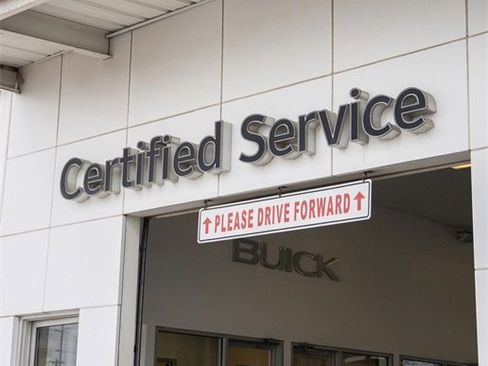 Certified Service
↑ PLEASE DRIVE FORWARD ↑
BUICK